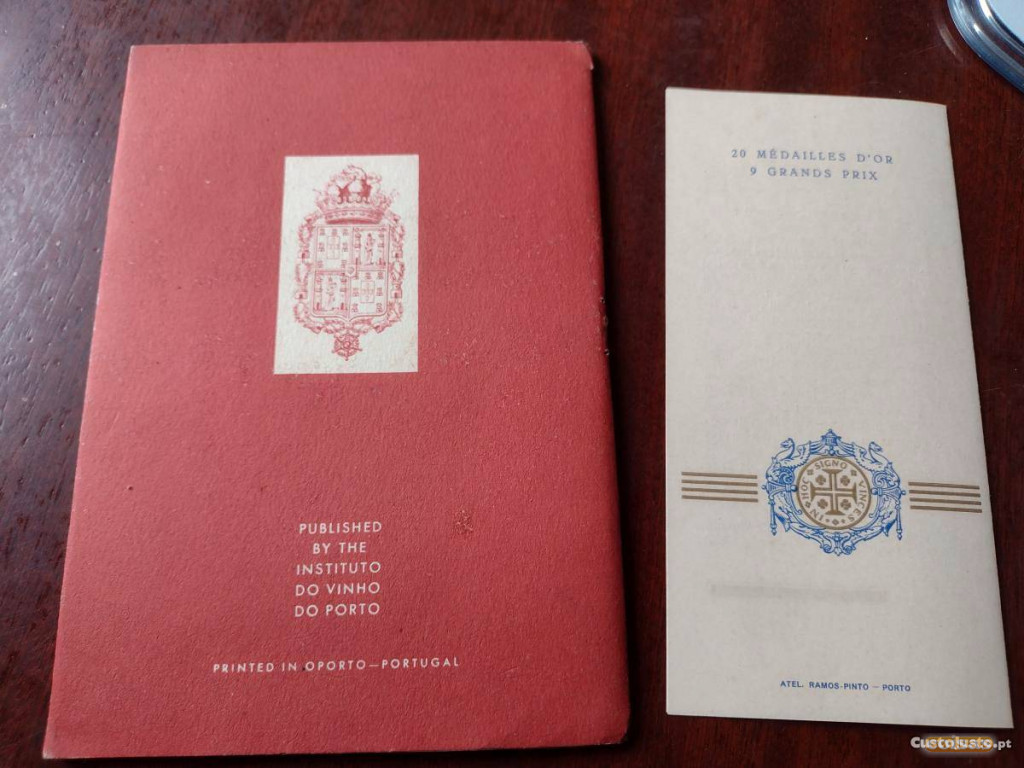 PUBLISHED
BY THE
INSTITUTO
DO VINHO
DO PORTO
PRINTED IN OPORTO—PORTUGAL
20 MÉDAILLES D'OR
9 GRANDS PRIX
IN HOC SIGNO VINCES
ATEL. RAMOS-PINTO — PORTO
CustoJusto.pt